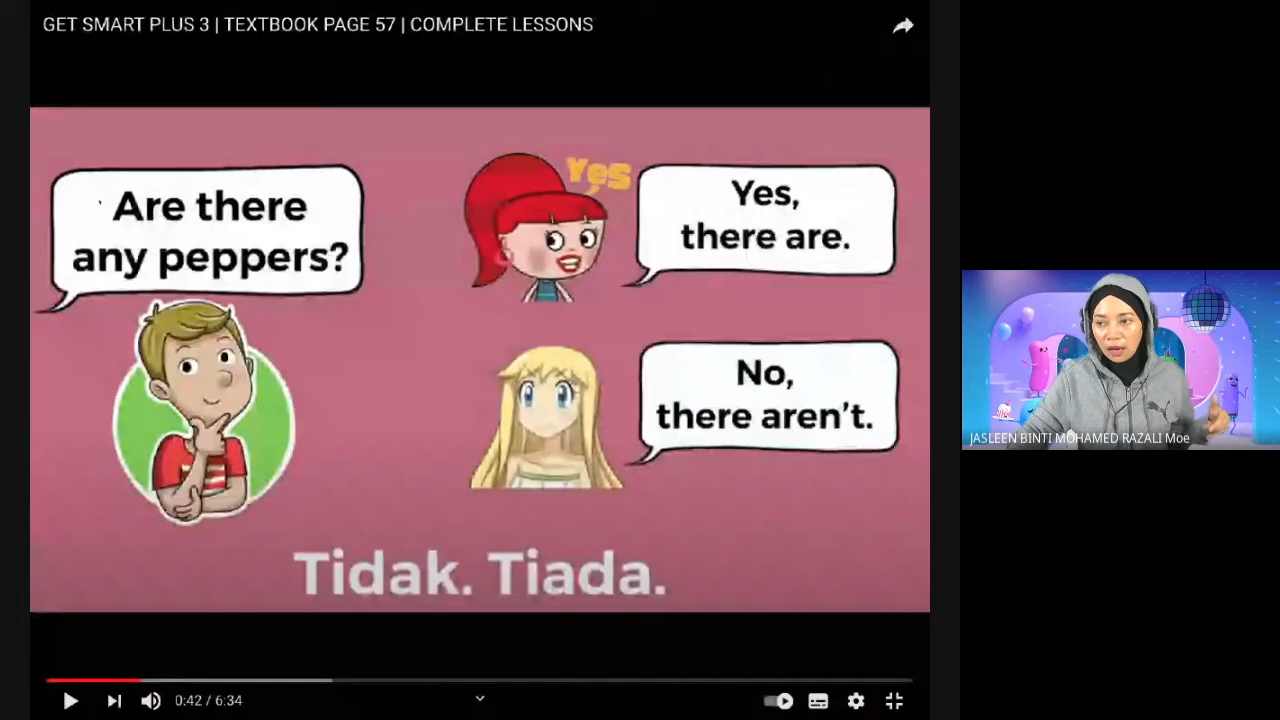 GET SMART PLUS 3 | TEXTBOOK PAGE 57 | COMPLETE LESSONS
Are there
any peppers?
Yes
Yes,
there are.
No,
there aren't.
Tidak. Tiada.
JASLEEN BINTI MOHAMED RAZALI Moe
0:42 / 6:34